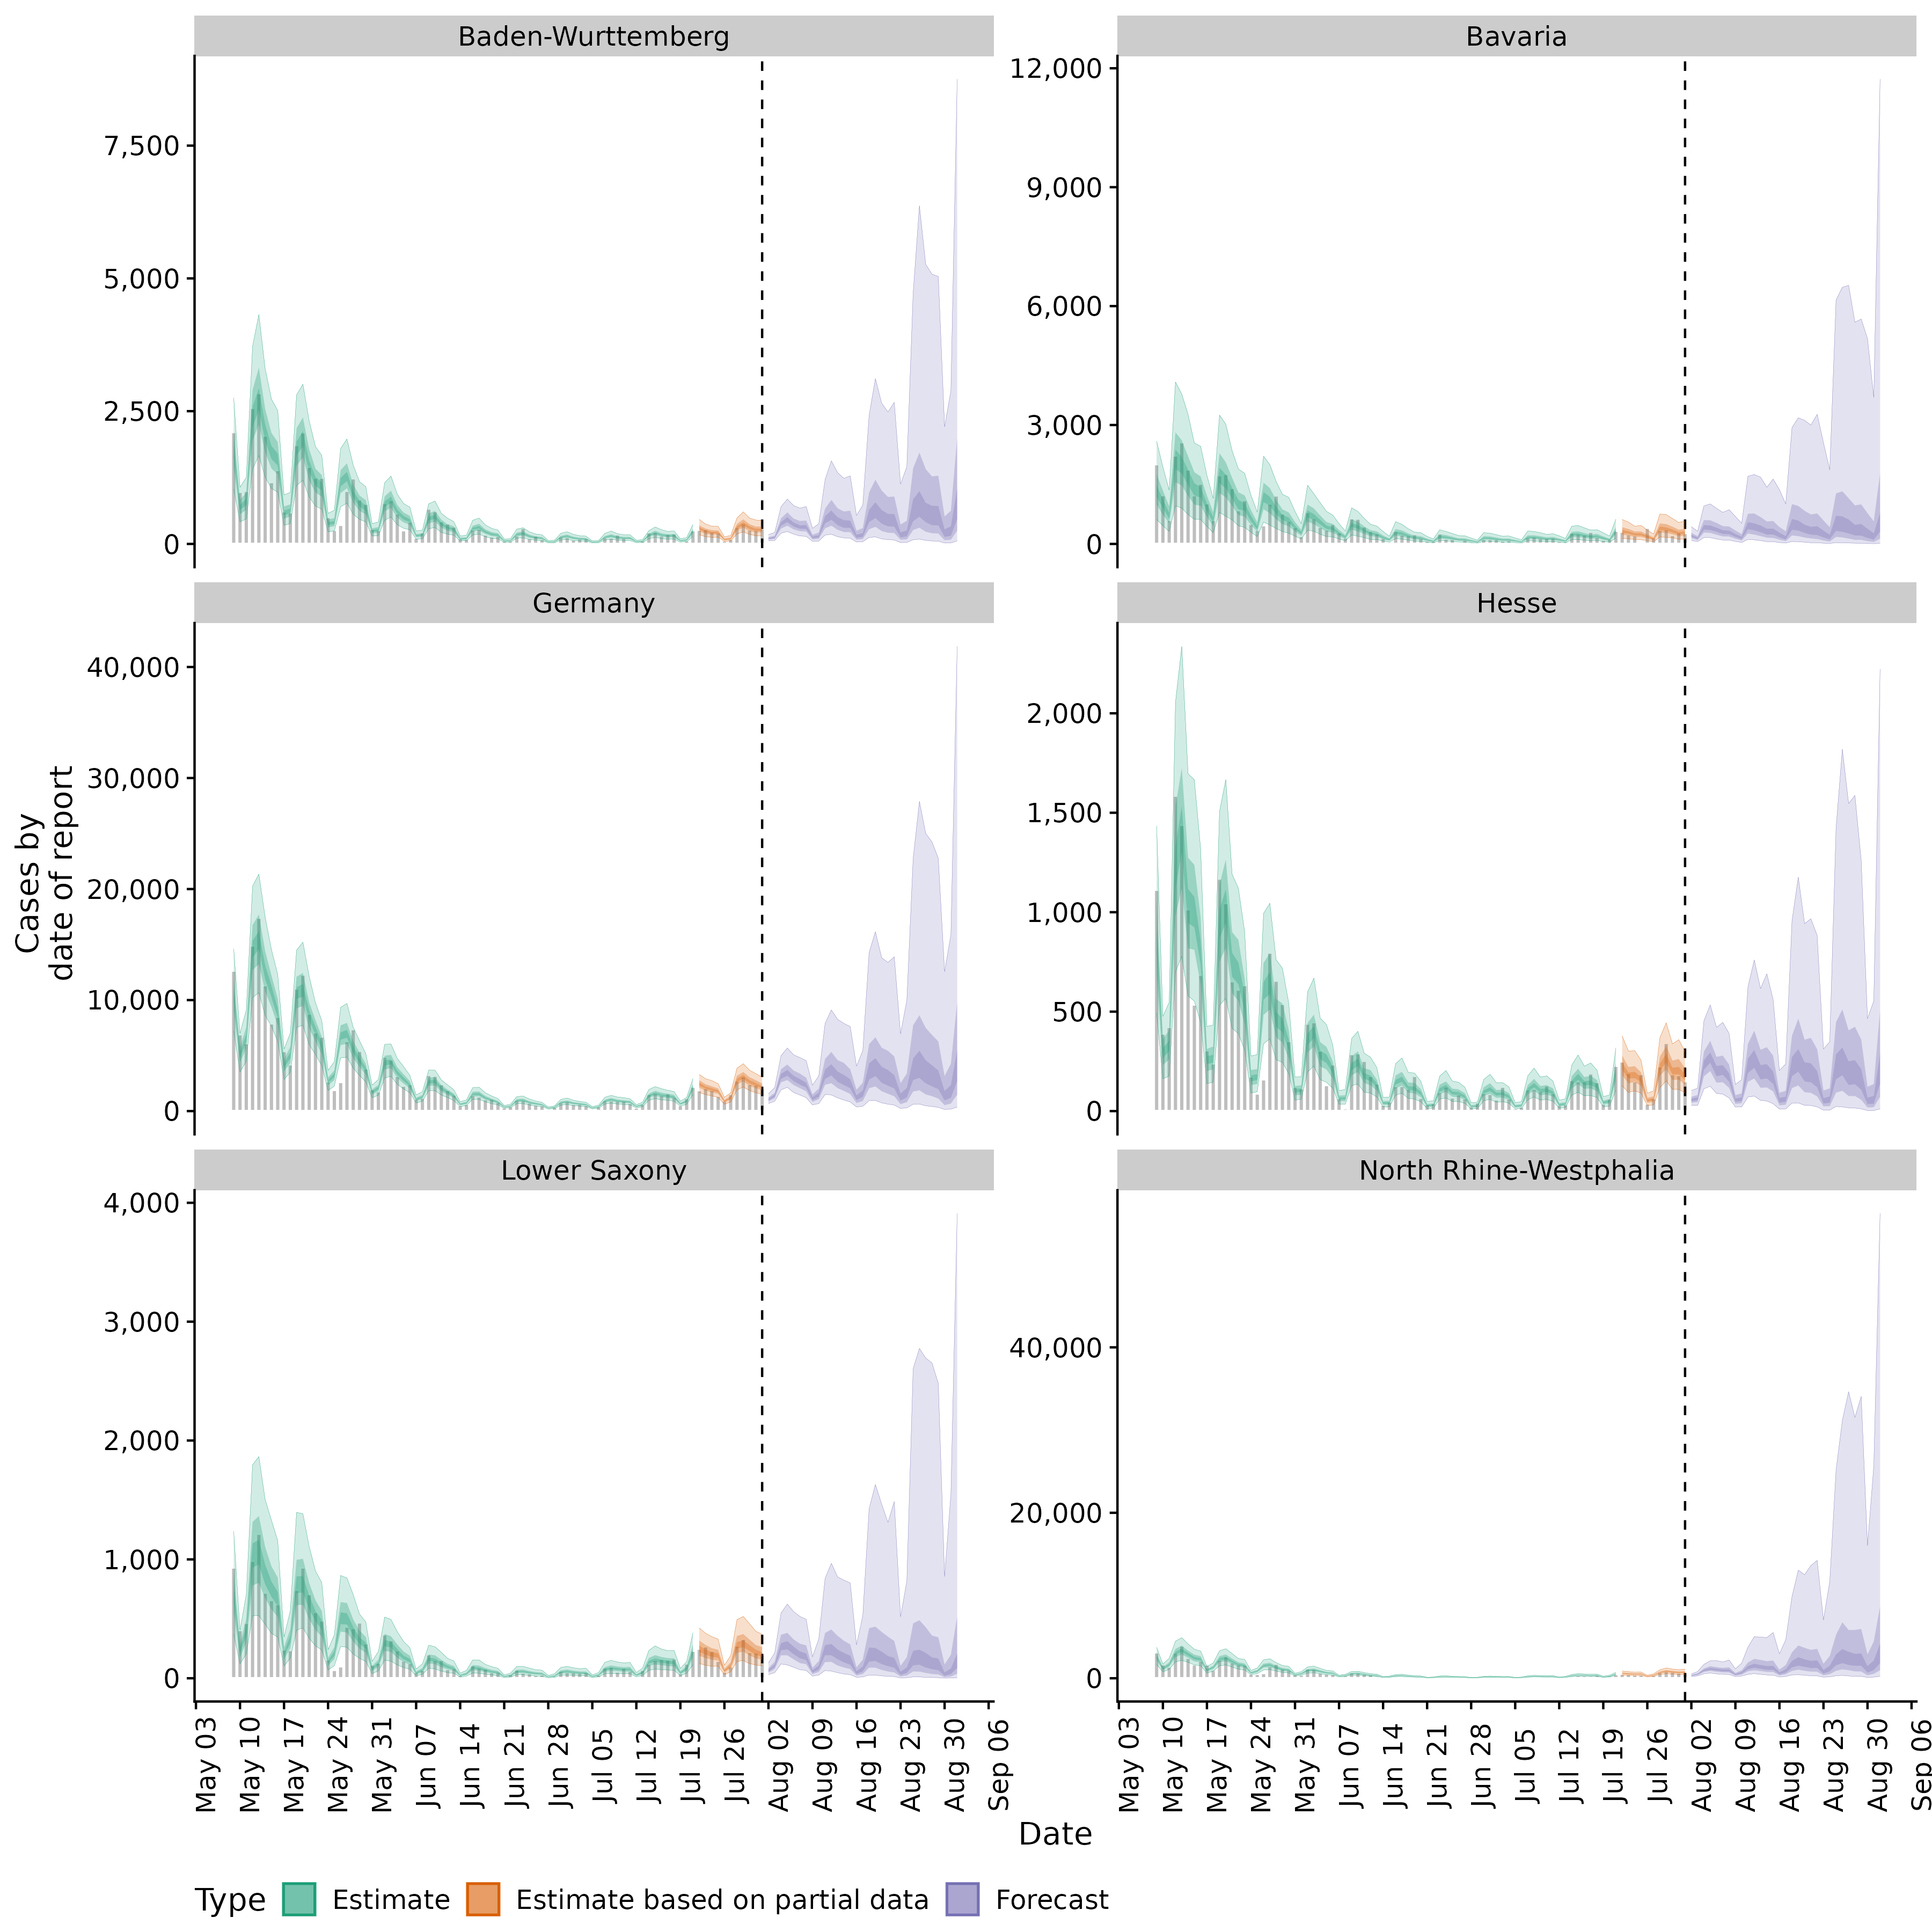 Baden-Wurttemberg
Bavaria
7,500
5,000
2,500
0
12,000
9,000
6,000
3,000
0
Germany
Hesse
40,000
30,000
20,000
10,000
0
2,000
1,500
1,000
500
0
Cases by
date of report
Lower Saxony
North Rhine-Westphalia
4,000
3,000
2,000
1,000
0
40,000
20,000
0
May 03
May 10
May 17
May 24
May 31
Jun 07
Jun 14
Jun 21
Jun 28
Jul 05
Jul 12
Jul 19
Jul 26
Aug 02
Aug 09
Aug 16
Aug 23
Aug 30
Sep 06
May 03
May 10
May 17
May 24
May 31
Jun 07
Jun 14
Jun 21
Jun 28
Jul 05
Jul 12
Jul 19
Jul 26
Aug 02
Aug 09
Aug 16
Aug 23
Aug 30
Sep 06
Date
Type Estimate Estimate based on partial data Forecast